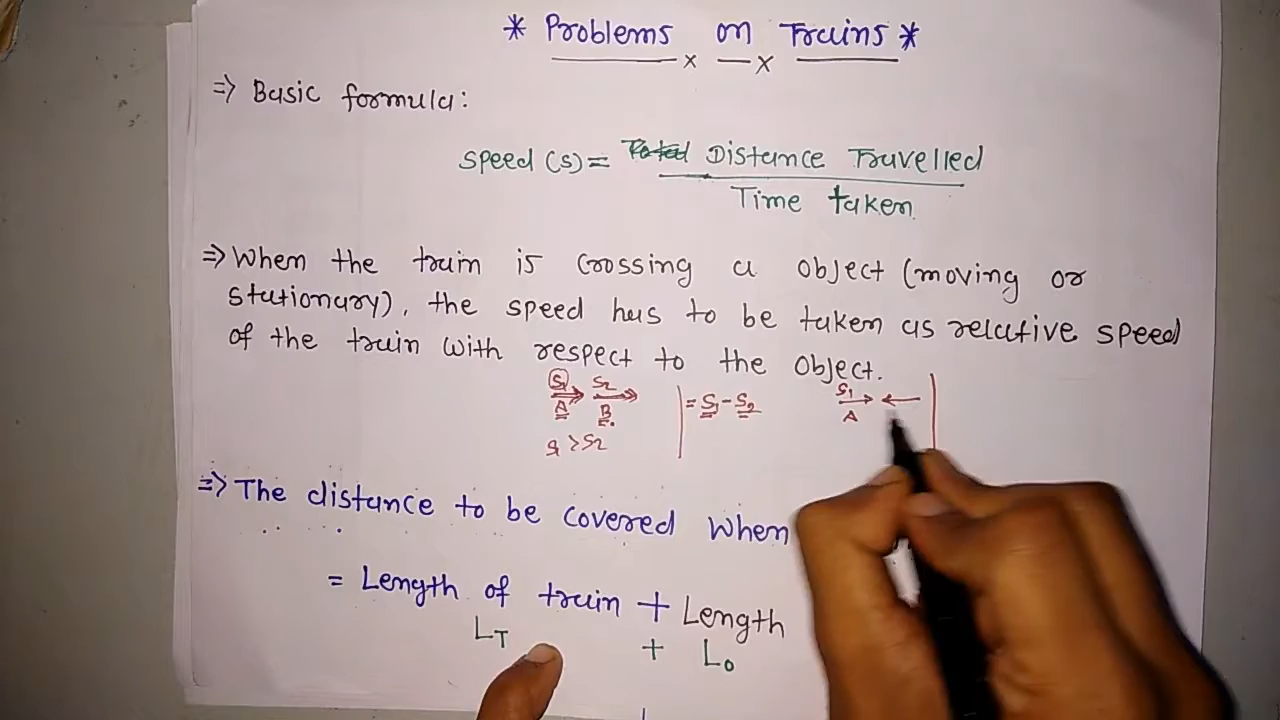 * Problems on Trains *
⇒ Basic formula:
Speed (s) = Total Distance Travelled
Time taken.
⇒ When the train is crossing a object (moving or
stationary), the speed has to be taken as relative speed
of the train with respect to the object.
S1 S2 = S1 - S2 S1
A B. A
S1 > S2
⇒ The distance to be covered when
= Length of train + Length
LT + Lo